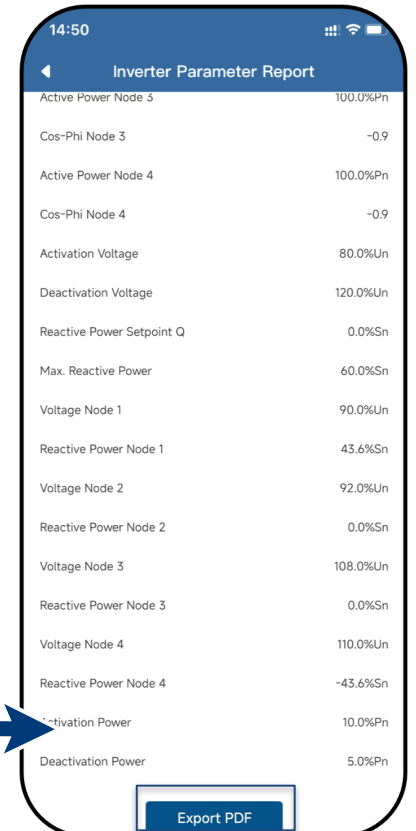 14:50
Inverter Parameter Report
Active Power Node 3 100.0%Pn
Cos-Phi Node 3 -0.9
Active Power Node 4 100.0%Pn
Cos-Phi Node 4 -0.9
Activation Voltage 80.0%Un
Deactivation Voltage 120.0%Un
Reactive Power Setpoint Q 0.0%Sn
Max. Reactive Power 60.0%Sn
Voltage Node 1 90.0%Un
Reactive Power Node 1 43.6%Sn
Voltage Node 2 92.0%Un
Reactive Power Node 2 0.0%Sn
Voltage Node 3 108.0%Un
Reactive Power Node 3 0.0%Sn
Voltage Node 4 110.0%Un
Reactive Power Node 4 -43.6%Sn
Activation Power 10.0%Pn
Deactivation Power 5.0%Pn
Export PDF